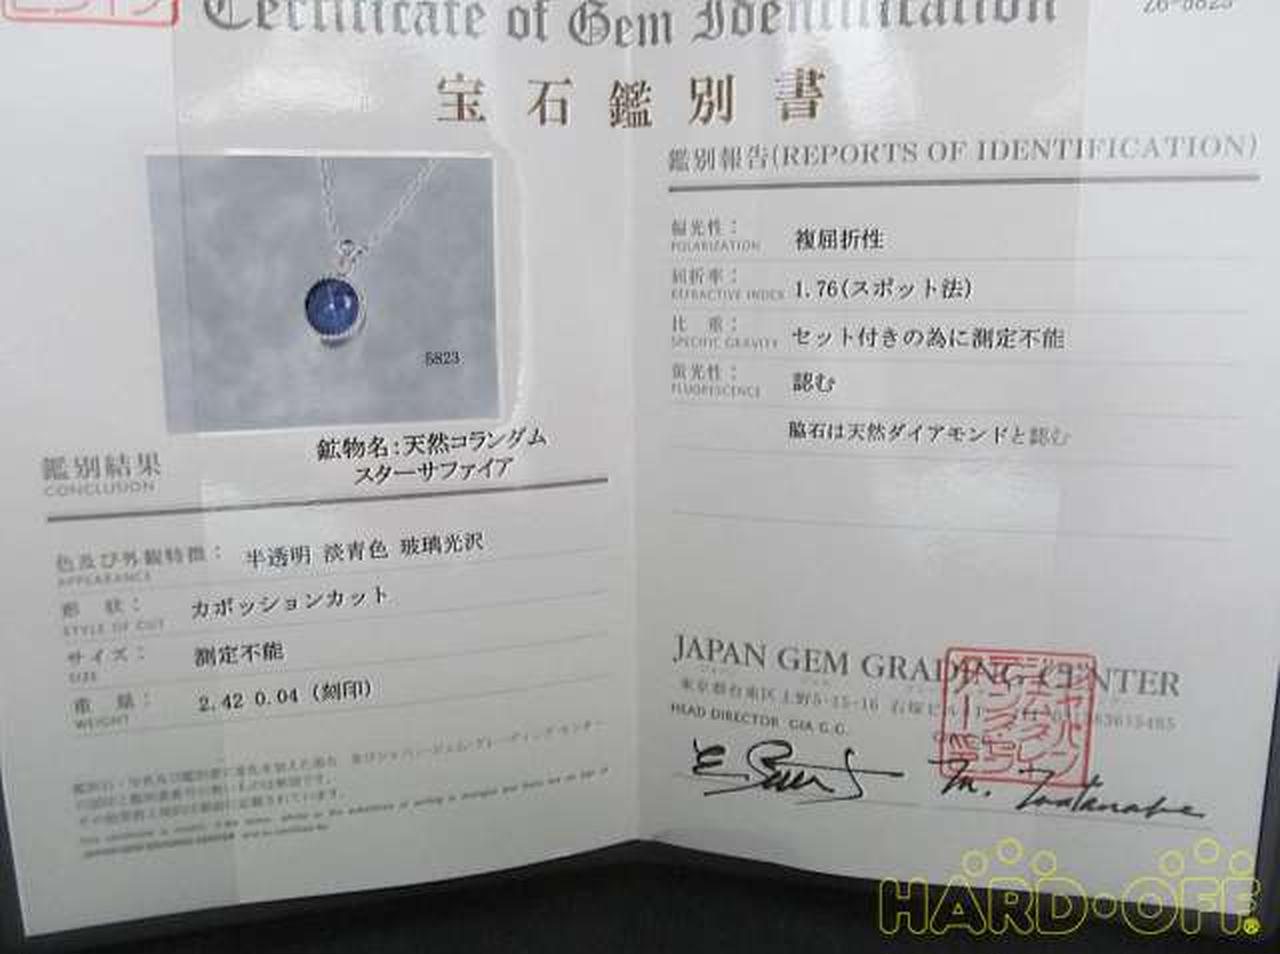 Certificate of Gem Identification
26-8823
宝石鑑別書
5823
鉱物名:天然コランダム
スターサファイア
鑑別結果
CONCLUSION
色及び外観特徴: 半透明 淡青色 玻璃光沢
APPEARANCE
形 状: カボッションカット
STYLE OF CUT
サイズ: 測定不能
SIZE
重 量: 2.42 0.04 (刻印)
WEIGHT
鑑別報告(REPORTS OF IDENTIFICATION)
偏光性: 複屈折性
POLARIZATION
屈折率: 1.76(スポット法)
REFRACTIVE INDEX
比 重: セット付きの為に測定不能
SPECIFIC GRAVITY
蛍光性: 認む
FLUORESCENCE
脇石は天然ダイアモンドと認む
JAPAN GEM GRADING CENTER
東京都台東区上野5-15-16
HEAD DIRECTOR GIA G.G.
M. Watanabe
HARD·OFF®